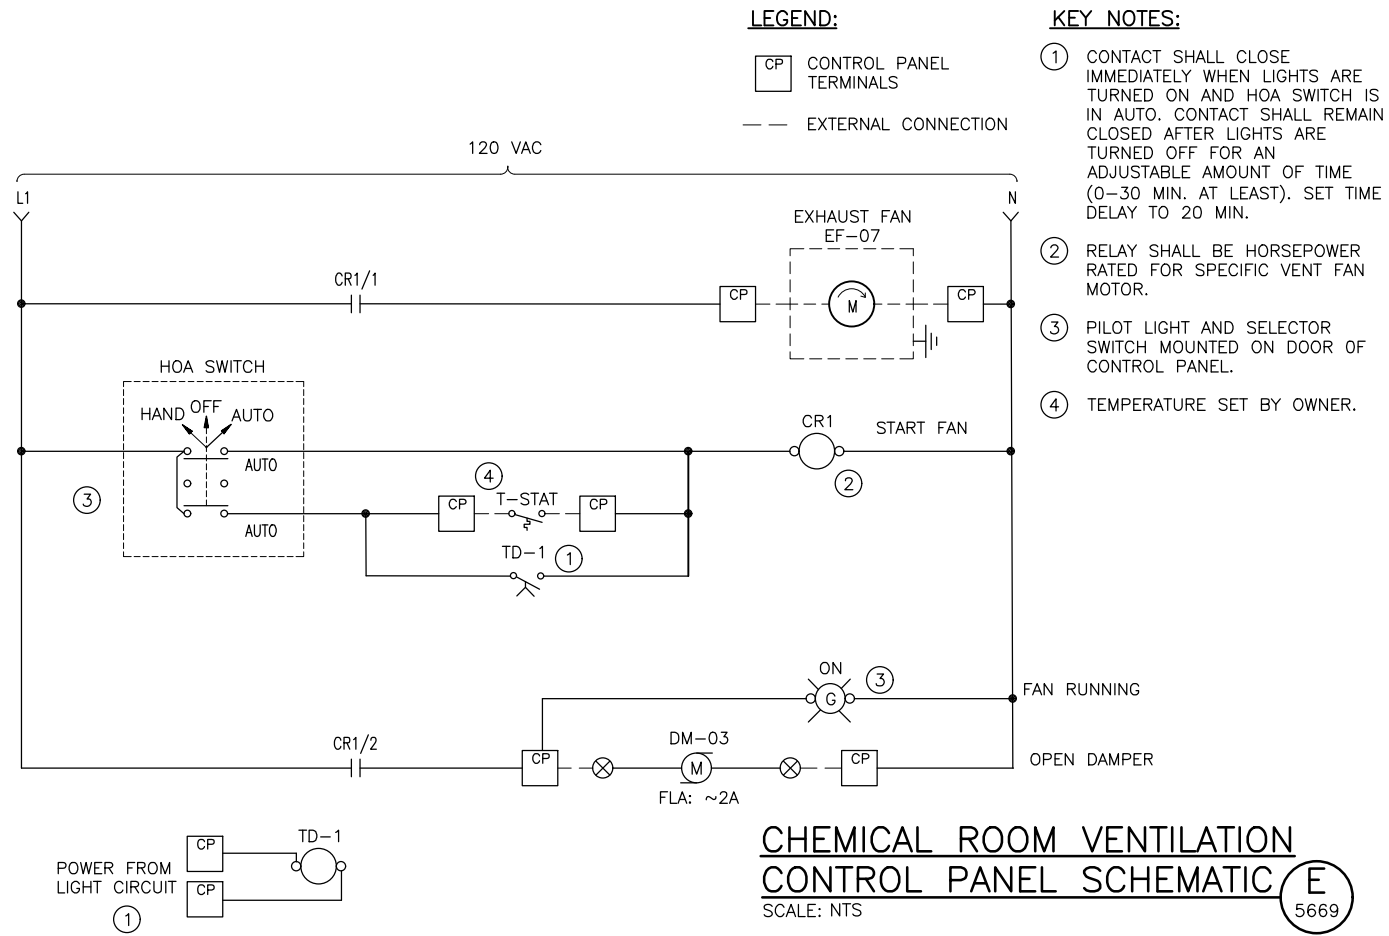 LEGEND:
CP
CONTROL PANEL
TERMINALS
EXTERNAL CONNECTION
KEY NOTES:
1
CONTACT SHALL CLOSE
IMMEDIATELY WHEN LIGHTS ARE
TURNED ON AND HOA SWITCH IS
IN AUTO. CONTACT SHALL REMAIN
CLOSED AFTER LIGHTS ARE
TURNED OFF FOR AN
ADJUSTABLE AMOUNT OF TIME
(0-30 MIN. AT LEAST). SET TIME
DELAY TO 20 MIN.
2
RELAY SHALL BE HORSEPOWER
RATED FOR SPECIFIC VENT FAN
MOTOR.
3
PILOT LIGHT AND SELECTOR
SWITCH MOUNTED ON DOOR OF
CONTROL PANEL.
4
TEMPERATURE SET BY OWNER.
120 VAC
L1
N
EXHAUST FAN
EF-07
CR1/1
CP
M
CP
HOA SWITCH
HAND
OFF
AUTO
AUTO
AUTO
3
CR1
START FAN
2
4
CP
T-STAT
CP
TD-1
1
ON
3
G
FAN RUNNING
CR1/2
CP
DM-03
M
FLA: ~2A
CP
OPEN DAMPER
POWER FROM
LIGHT CIRCUIT
1
CP
CP
TD-1
CHEMICAL ROOM VENTILATION
CONTROL PANEL SCHEMATIC
SCALE: NTS
E
5669